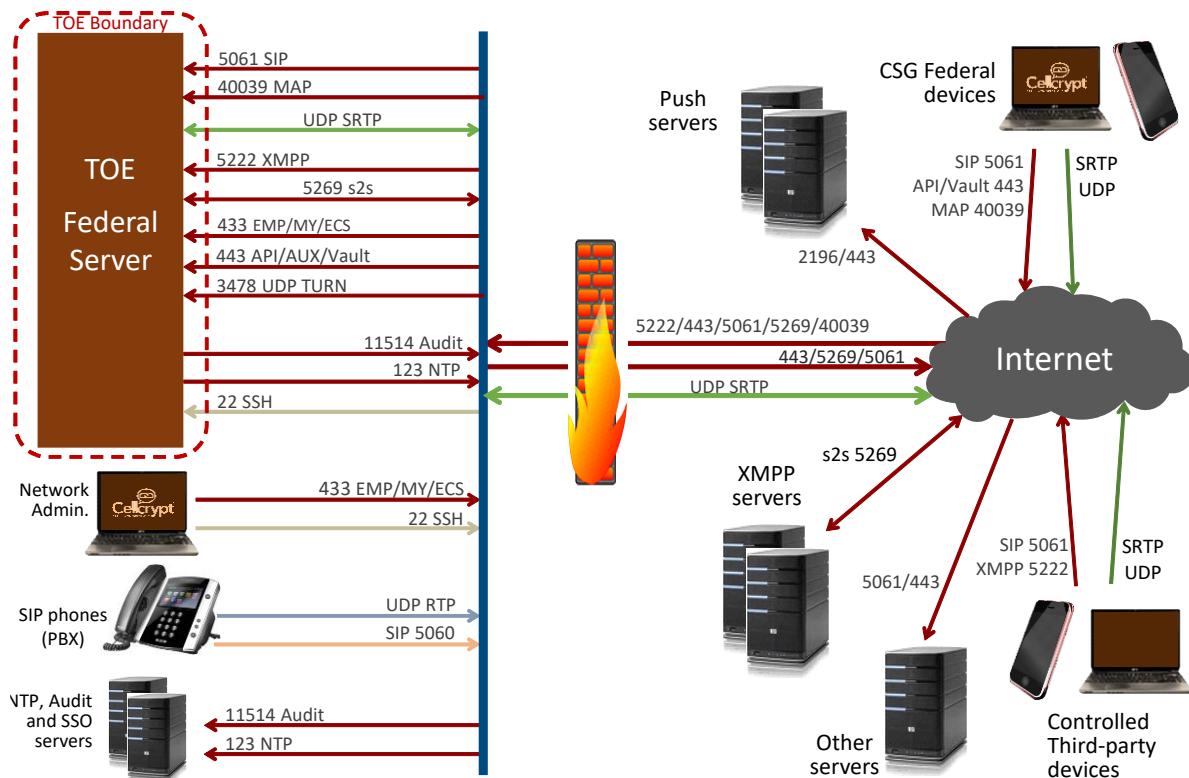 TOE Boundary
TOE
Federal
Server
5061 SIP
40039 MAP
UDP SRTP
5222 XMPP
5269 s2s
433 EMP/MY/ECS
443 API/AUX/Vault
3478 UDP TURN
11514 Audit
123 NTP
22 SSH
Network
Admin.
Cellcrypt
433 EMP/MY/ECS
22 SSH
SIP phones
(PBX)
UDP RTP
SIP 5060
NTP, Audit
and SSO
servers
11514 Audit
123 NTP
Push
servers
CSG Federal
devices
Cellcrypt
SIP 5061
API/Vault 443
MAP 40039
SRTP
UDP
2196/443
5222/443/5061/5269/40039
443/5269/5061
UDP SRTP
Internet
s2s 5269
XMPP
servers
5061/443
SIP 5061
XMPP 5222
SRTP
UDP
Other
servers
Controlled
Third-party
devices